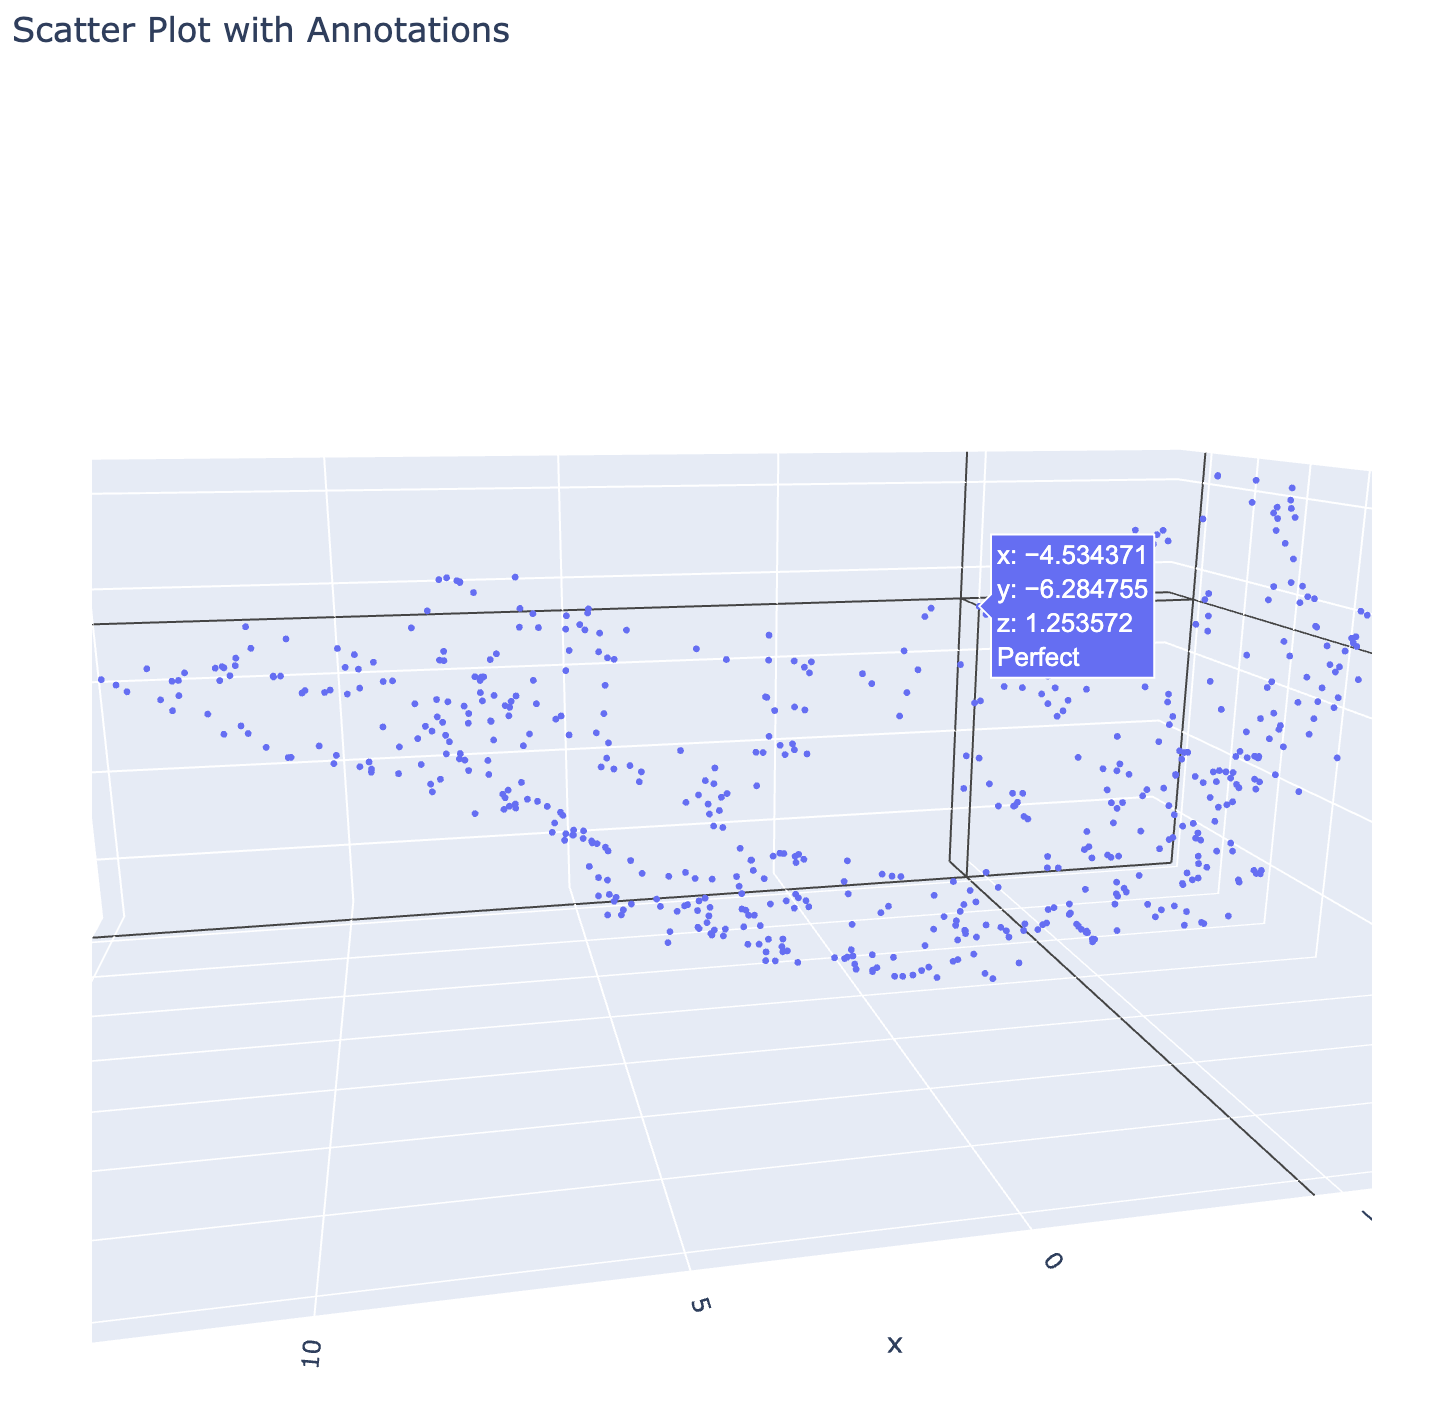 Scatter Plot with Annotations
x: −4.534371
y: −6.284755
z: 1.253572
Perfect
0
5
10
x